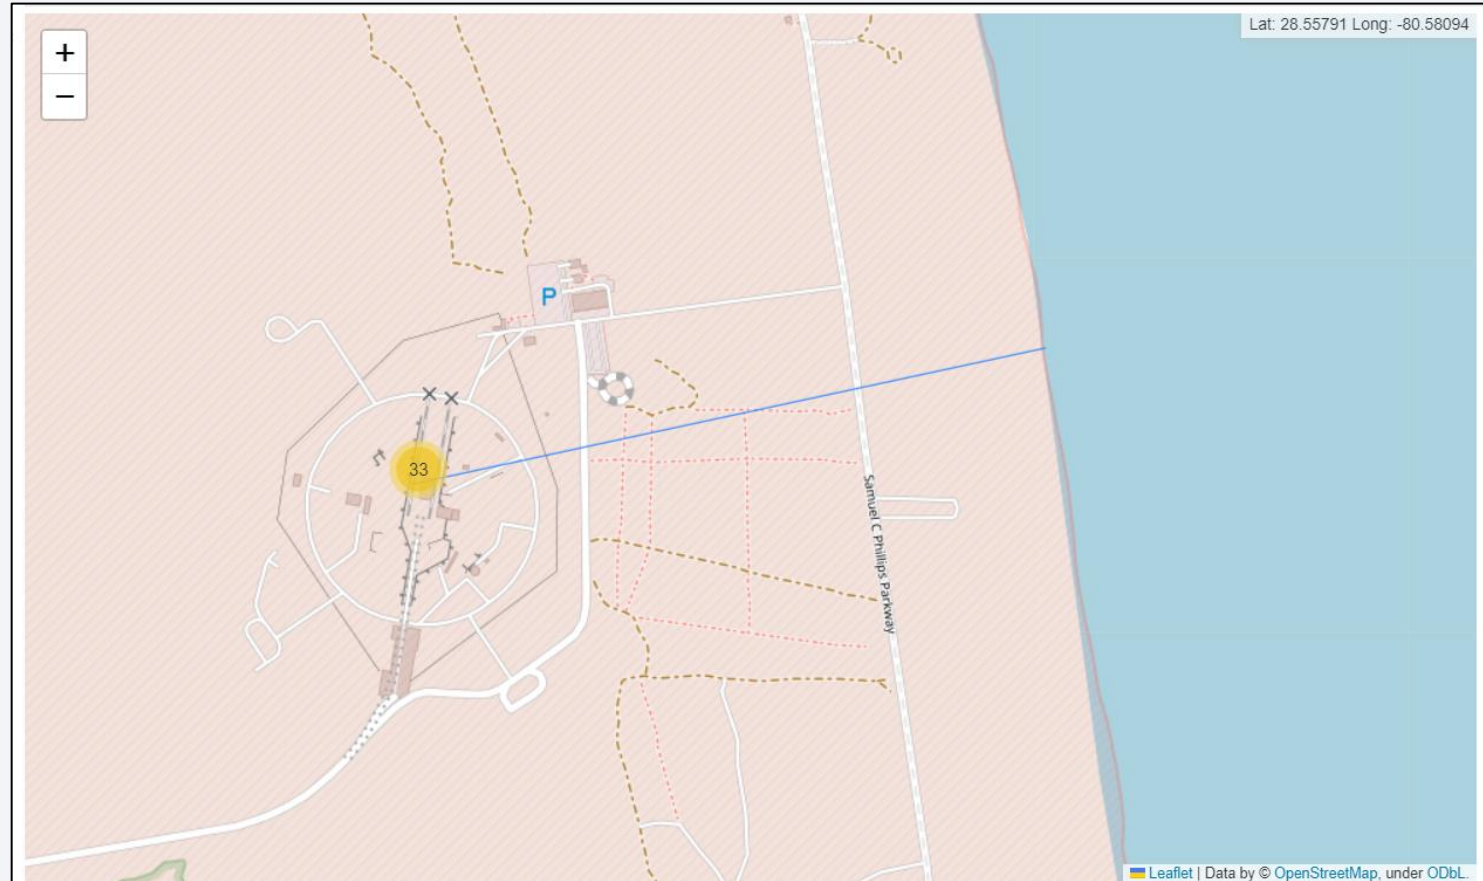 +
Lat: 28.55791 Long: -80.58094
−
P
33
Samuel C Phillips Parkway
Leaflet | Data by © OpenStreetMap, under ODbL.